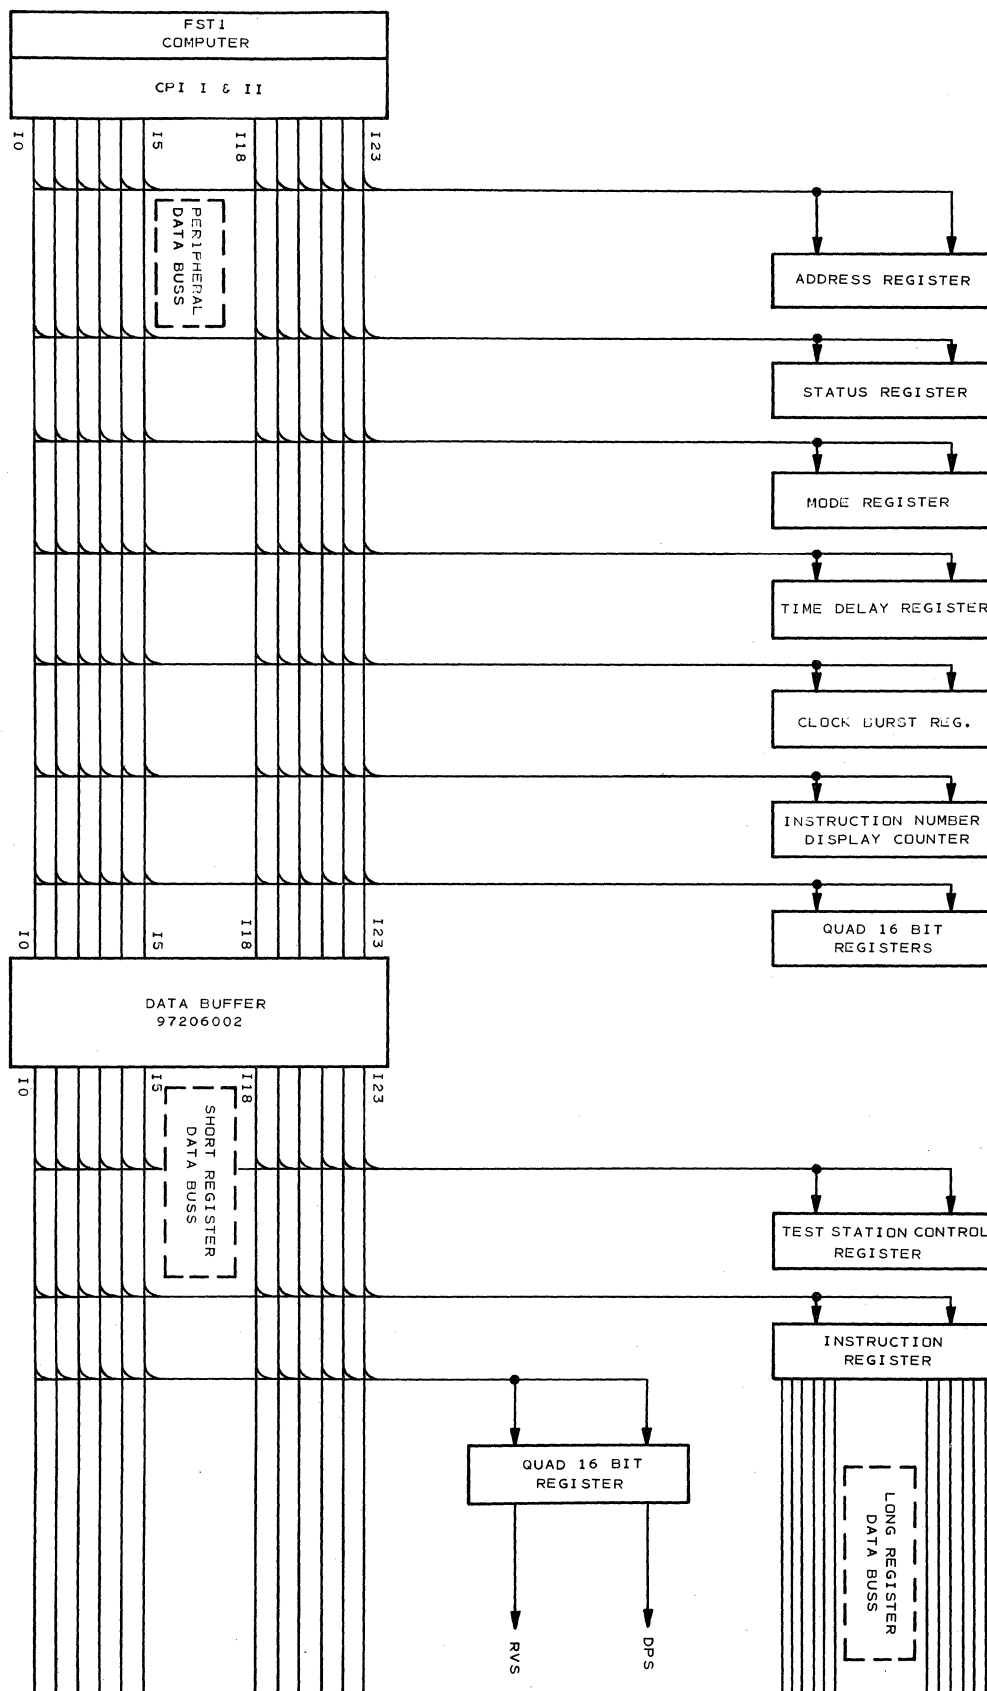 FST1
COMPUTER
CPI I & II
I0
I5
I18
I23
PERIPHERAL
DATA BUSS
ADDRESS REGISTER
STATUS REGISTER
MODE REGISTER
TIME DELAY REGISTER
CLOCK BURST REG.
INSTRUCTION NUMBER
DISPLAY COUNTER
QUAD 16 BIT
REGISTERS
I0
I5
I18
I23
DATA BUFFER
97206002
I0
I5
I18
I23
SHORT REGISTER
DATA BUSS
TEST STATION CONTROL
REGISTER
INSTRUCTION
REGISTER
QUAD 16 BIT
REGISTER
LONG REGISTER
DATA BUSS
RVS
DPS